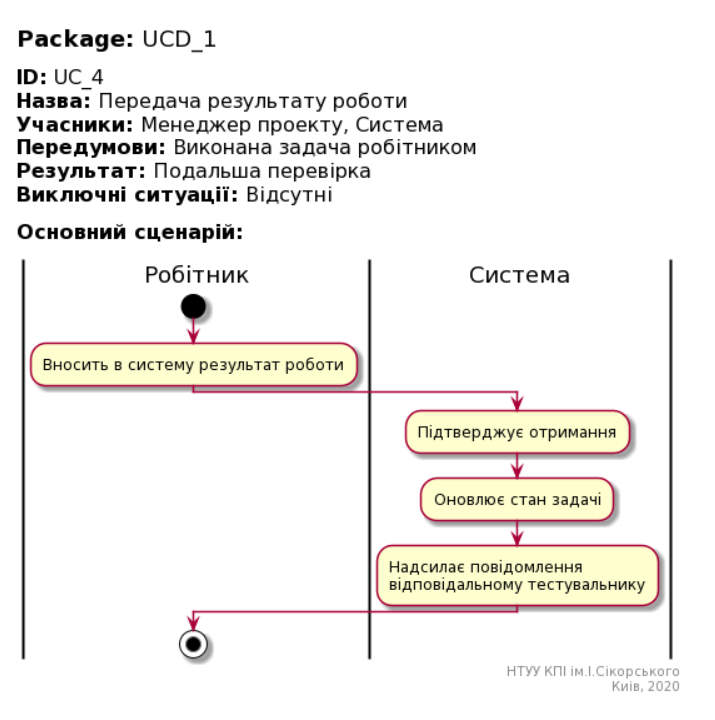 Package: UCD_1
ID: UC_4
Назва: Передача результату роботи
Учасники: Менеджер проекту, Система
Передумови: Виконана задача робітником
Результат: Подальша перевірка
Виключні ситуації: Відсутні
Основний сценарій:
Робітник
Система
Вносить в систему результат роботи
Підтверджує отримання
Оновлює стан задачі
Надсилає повідомлення
відповідальному тестувальнику
НТУУ КПІ ім.І.Сікорського
Київ, 2020